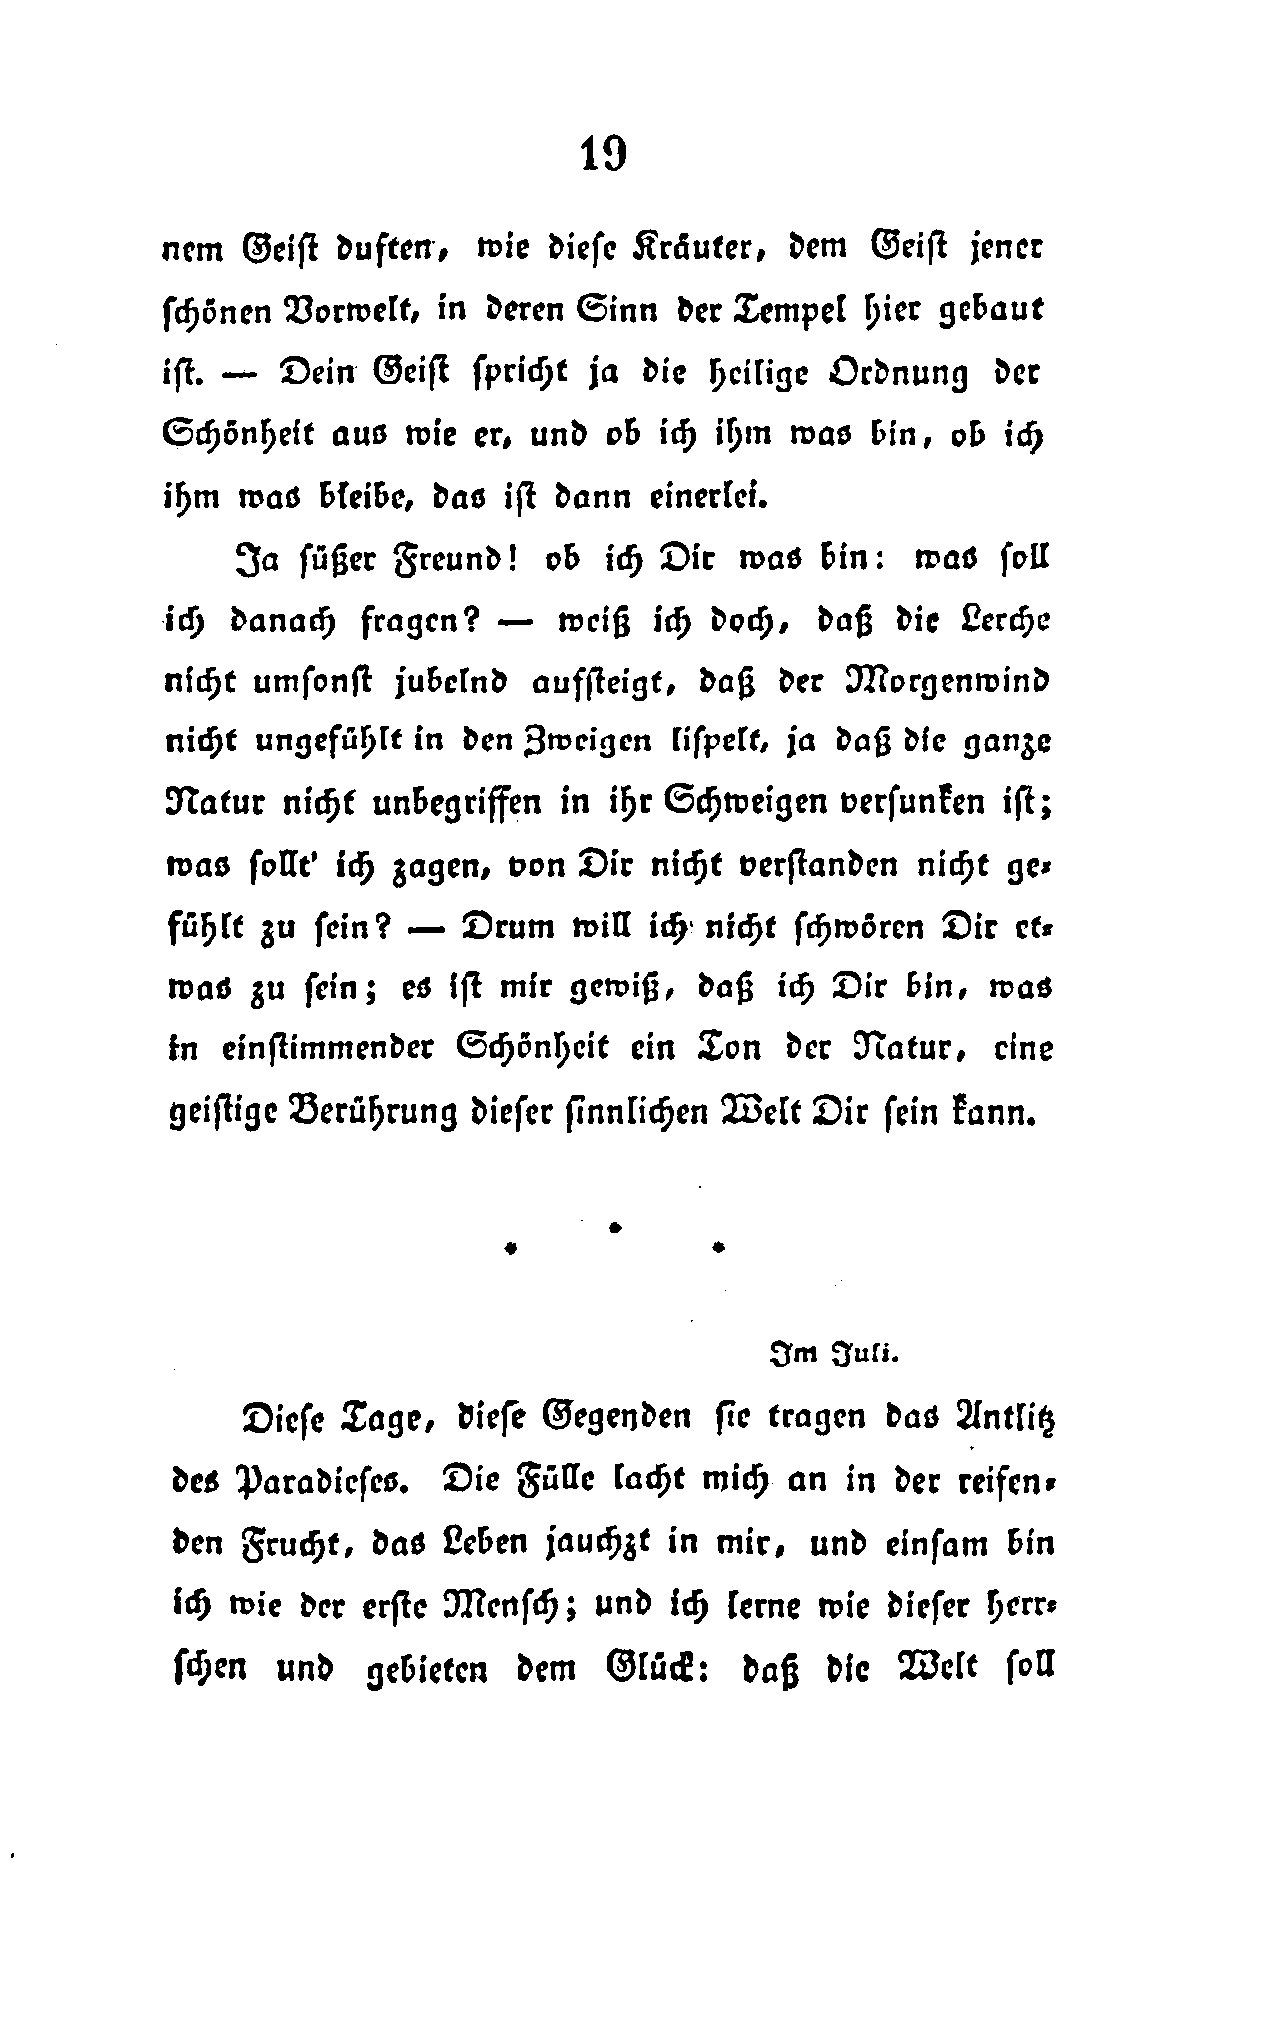 19
nem Geiſt duften, wie dieſe Kräuter, dem Geiſt jener
ſchönen Vorwelt, in deren Sinn der Tempel hier gebaut
iſt. — Dein Geiſt ſpricht ja die heilige Ordnung der
Schönheit aus wie er, und ob ich ihm was bin, ob ich
ihm was bleibe, das iſt dann einerlei.
Ja ſüßer Freund! ob ich Dir was bin: was ſoll
ich danach fragen? — weiß ich doch, daß die Lerche
nicht umſonſt jubelnd aufſteigt, daß der Morgenwind
nicht ungefühlt in den Zweigen liſpelt, ja daß die ganze
Natur nicht unbegriffen in ihr Schweigen verſunken iſt;
was ſollt' ich zagen, von Dir nicht verſtanden nicht ge⸗
fühlt zu ſein? — Drum will ich nicht ſchwören Dir et⸗
was zu ſein; es iſt mir gewiß, daß ich Dir bin, was
in einſtimmender Schönheit ein Ton der Natur, eine
geiſtige Berührung dieſer ſinnlichen Welt Dir ſein kann.
* * *
Im Juli.
Dieſe Tage, dieſe Gegenden ſie tragen das Antlitz
des Paradieſes. Die Fülle lacht mich an in der reifen⸗
den Frucht, das Leben jauchzt in mir, und einſam bin
ich wie der erſte Menſch; und ich lerne wie dieſer herr⸗
ſchen und gebieten dem Glück: daß die Welt ſoll